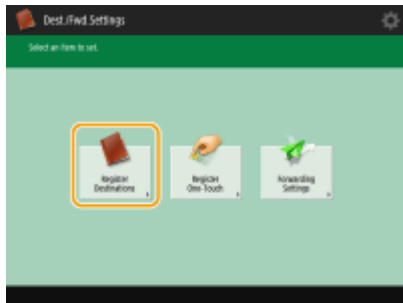 Dest./Fwd.Settings
Select an item to set.
Register
Destinations
Register
One-Touch
Forwarding
Settings